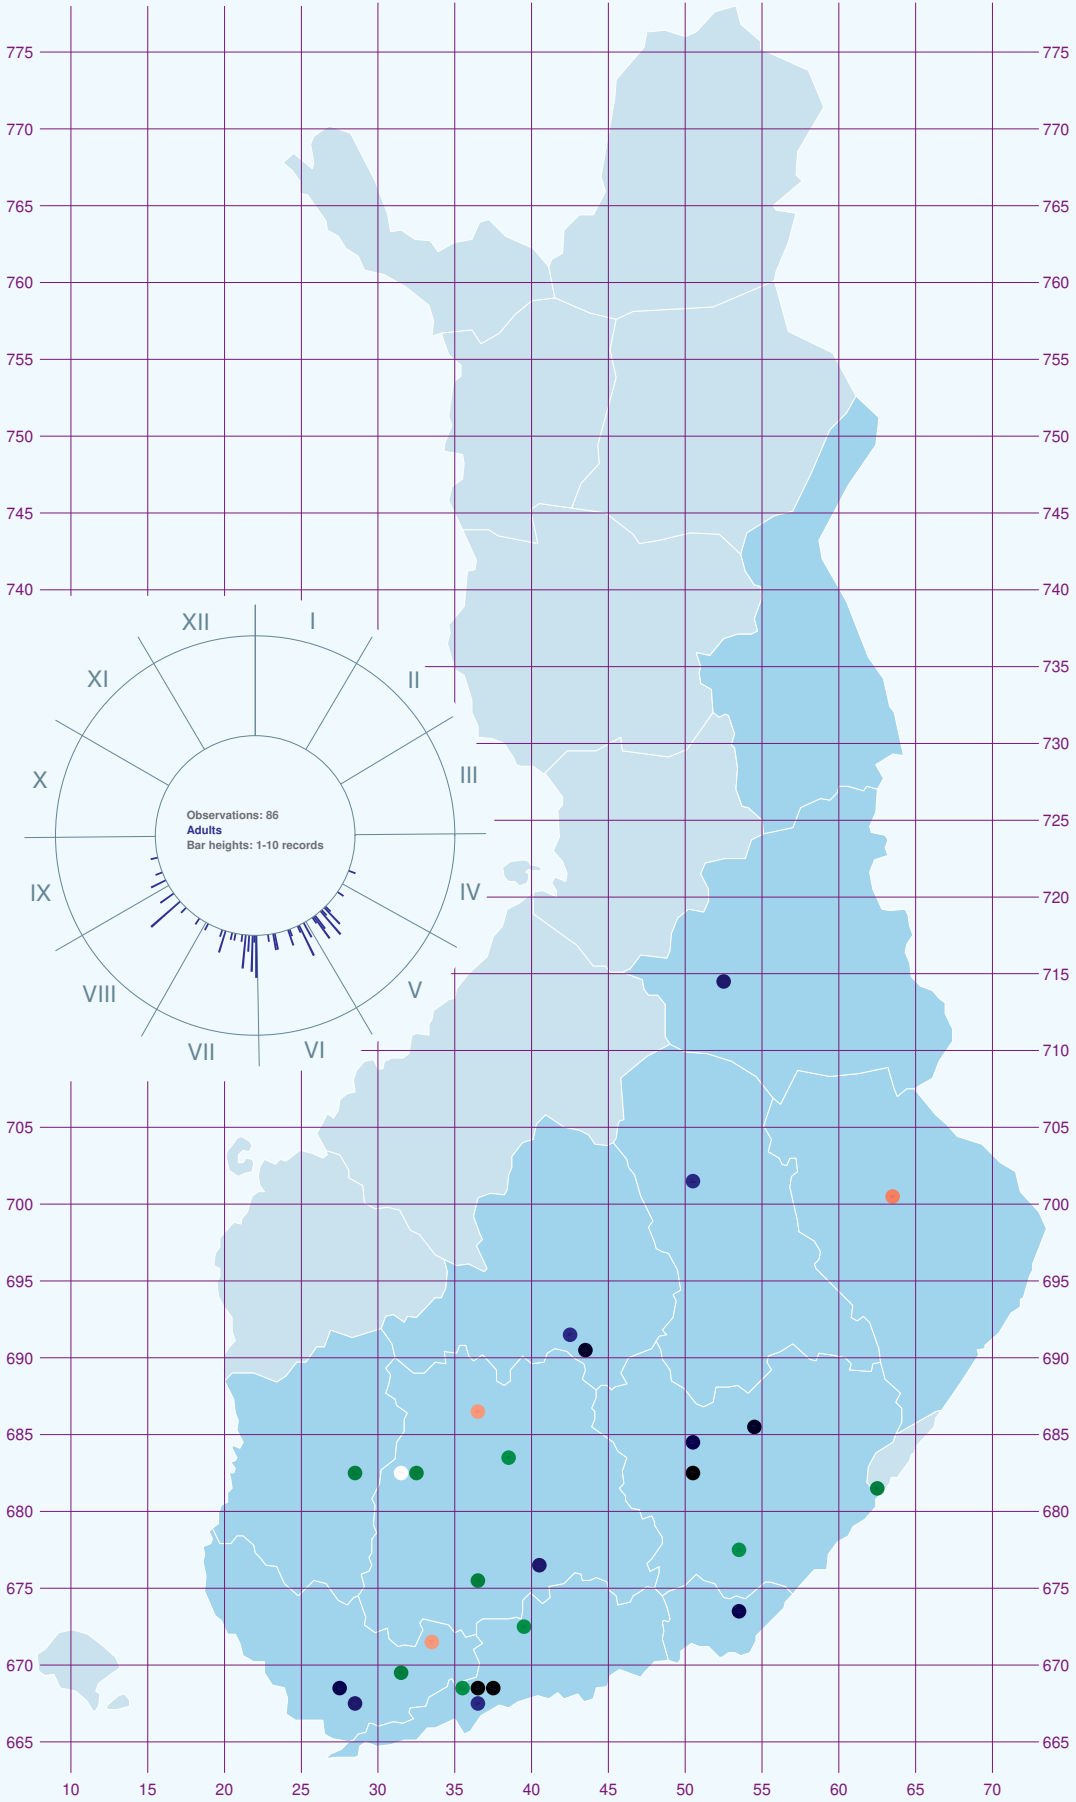 775 775
770 770
765 765
760 760
755 755
750 750
745 745
740 740
XII I
XI II
735
730
X III
Observations: 86
Adults
Bar heights: 1-10 records
725
IX IV
720
VIII V
715
VII VI
710
705 705
700 700
695 695
690 690
685 685
680 680
675 675
670 670
665 665
10 15 20 25 30 35 40 45 50 55 60 65 70